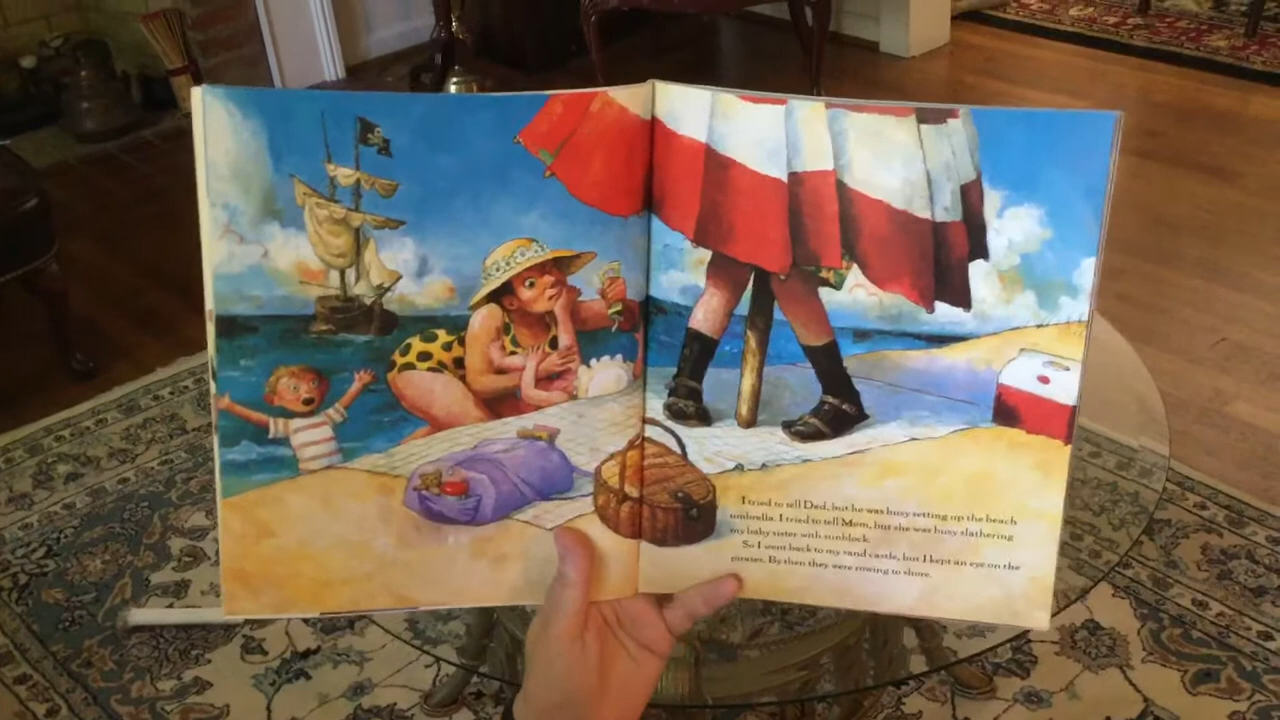 I tried to tell Dad, but he was busy setting up the beach
umbrella. I tried to tell Mom, but she was busy slathering
my baby sister with sunblock.
So I went back to my sand castle, but I kept an eye on the
pirates. By then they were rowing to shore.